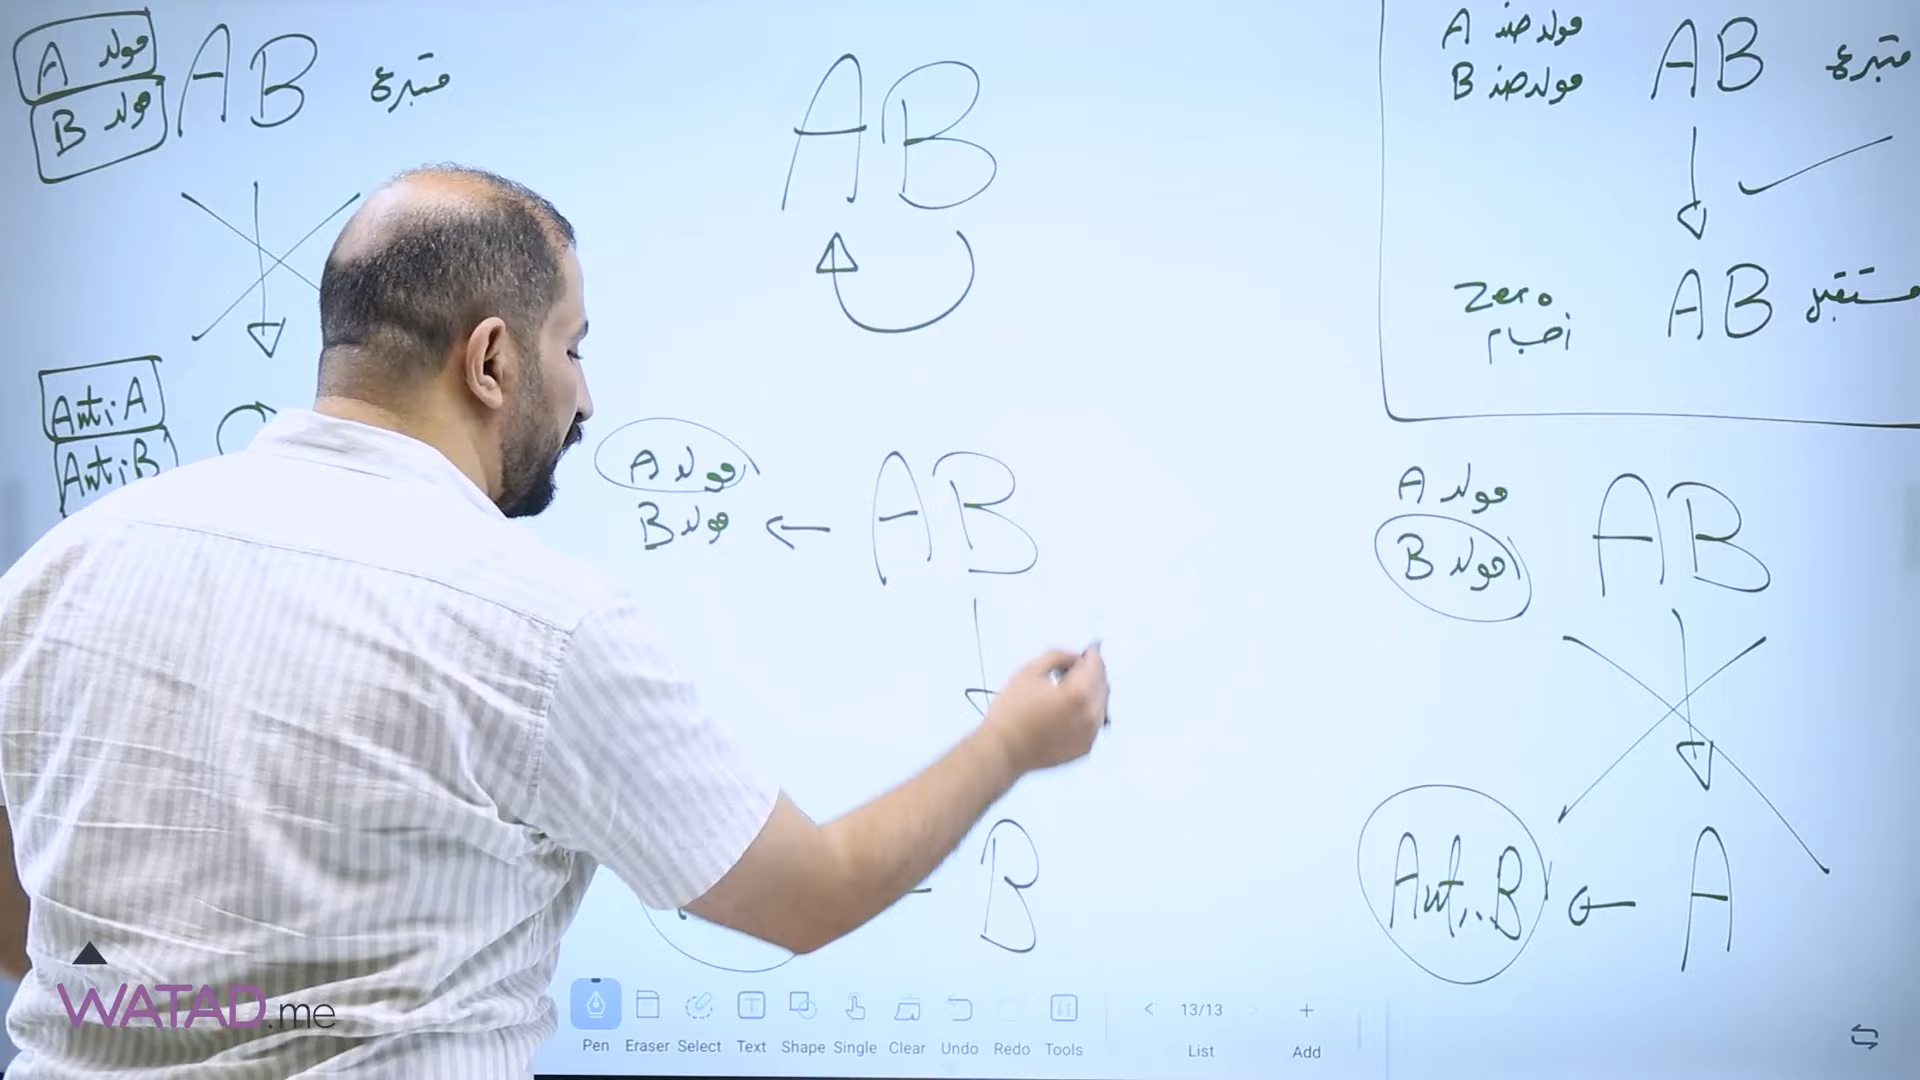 مولد A
مولد B
AB متبرع
Anti.A
Anti.B
AB
مولد A
مولد B
AB
B
مولد ضد A
مولد ضد B
AB متبرع
Zero
أجسام
AB مستقبل
مولد A
مولد B
AB
Anti.B
A
WATAD.me
Pen
Eraser
Select
Text
Shape
Single
Clear
Undo
Redo
Tools
13/13
List
Add